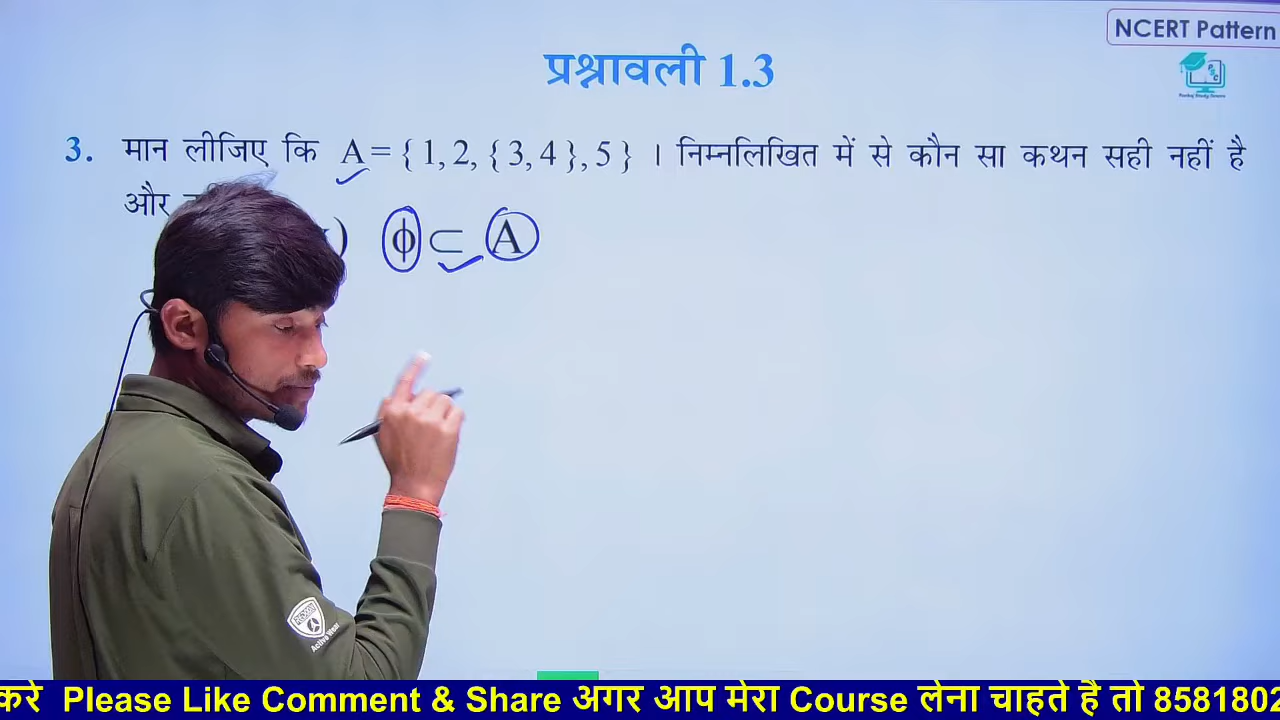 NCERT Pattern
प्रश्नावली 1.3
3. मान लीजिए कि A = { 1, 2, { 3, 4 }, 5 } । निम्नलिखित में से कौन सा कथन सही नहीं है
और
) ϕ ⊂ A
करे Please Like Comment & Share अगर आप मेरा Course लेना चाहते है तो 8581802